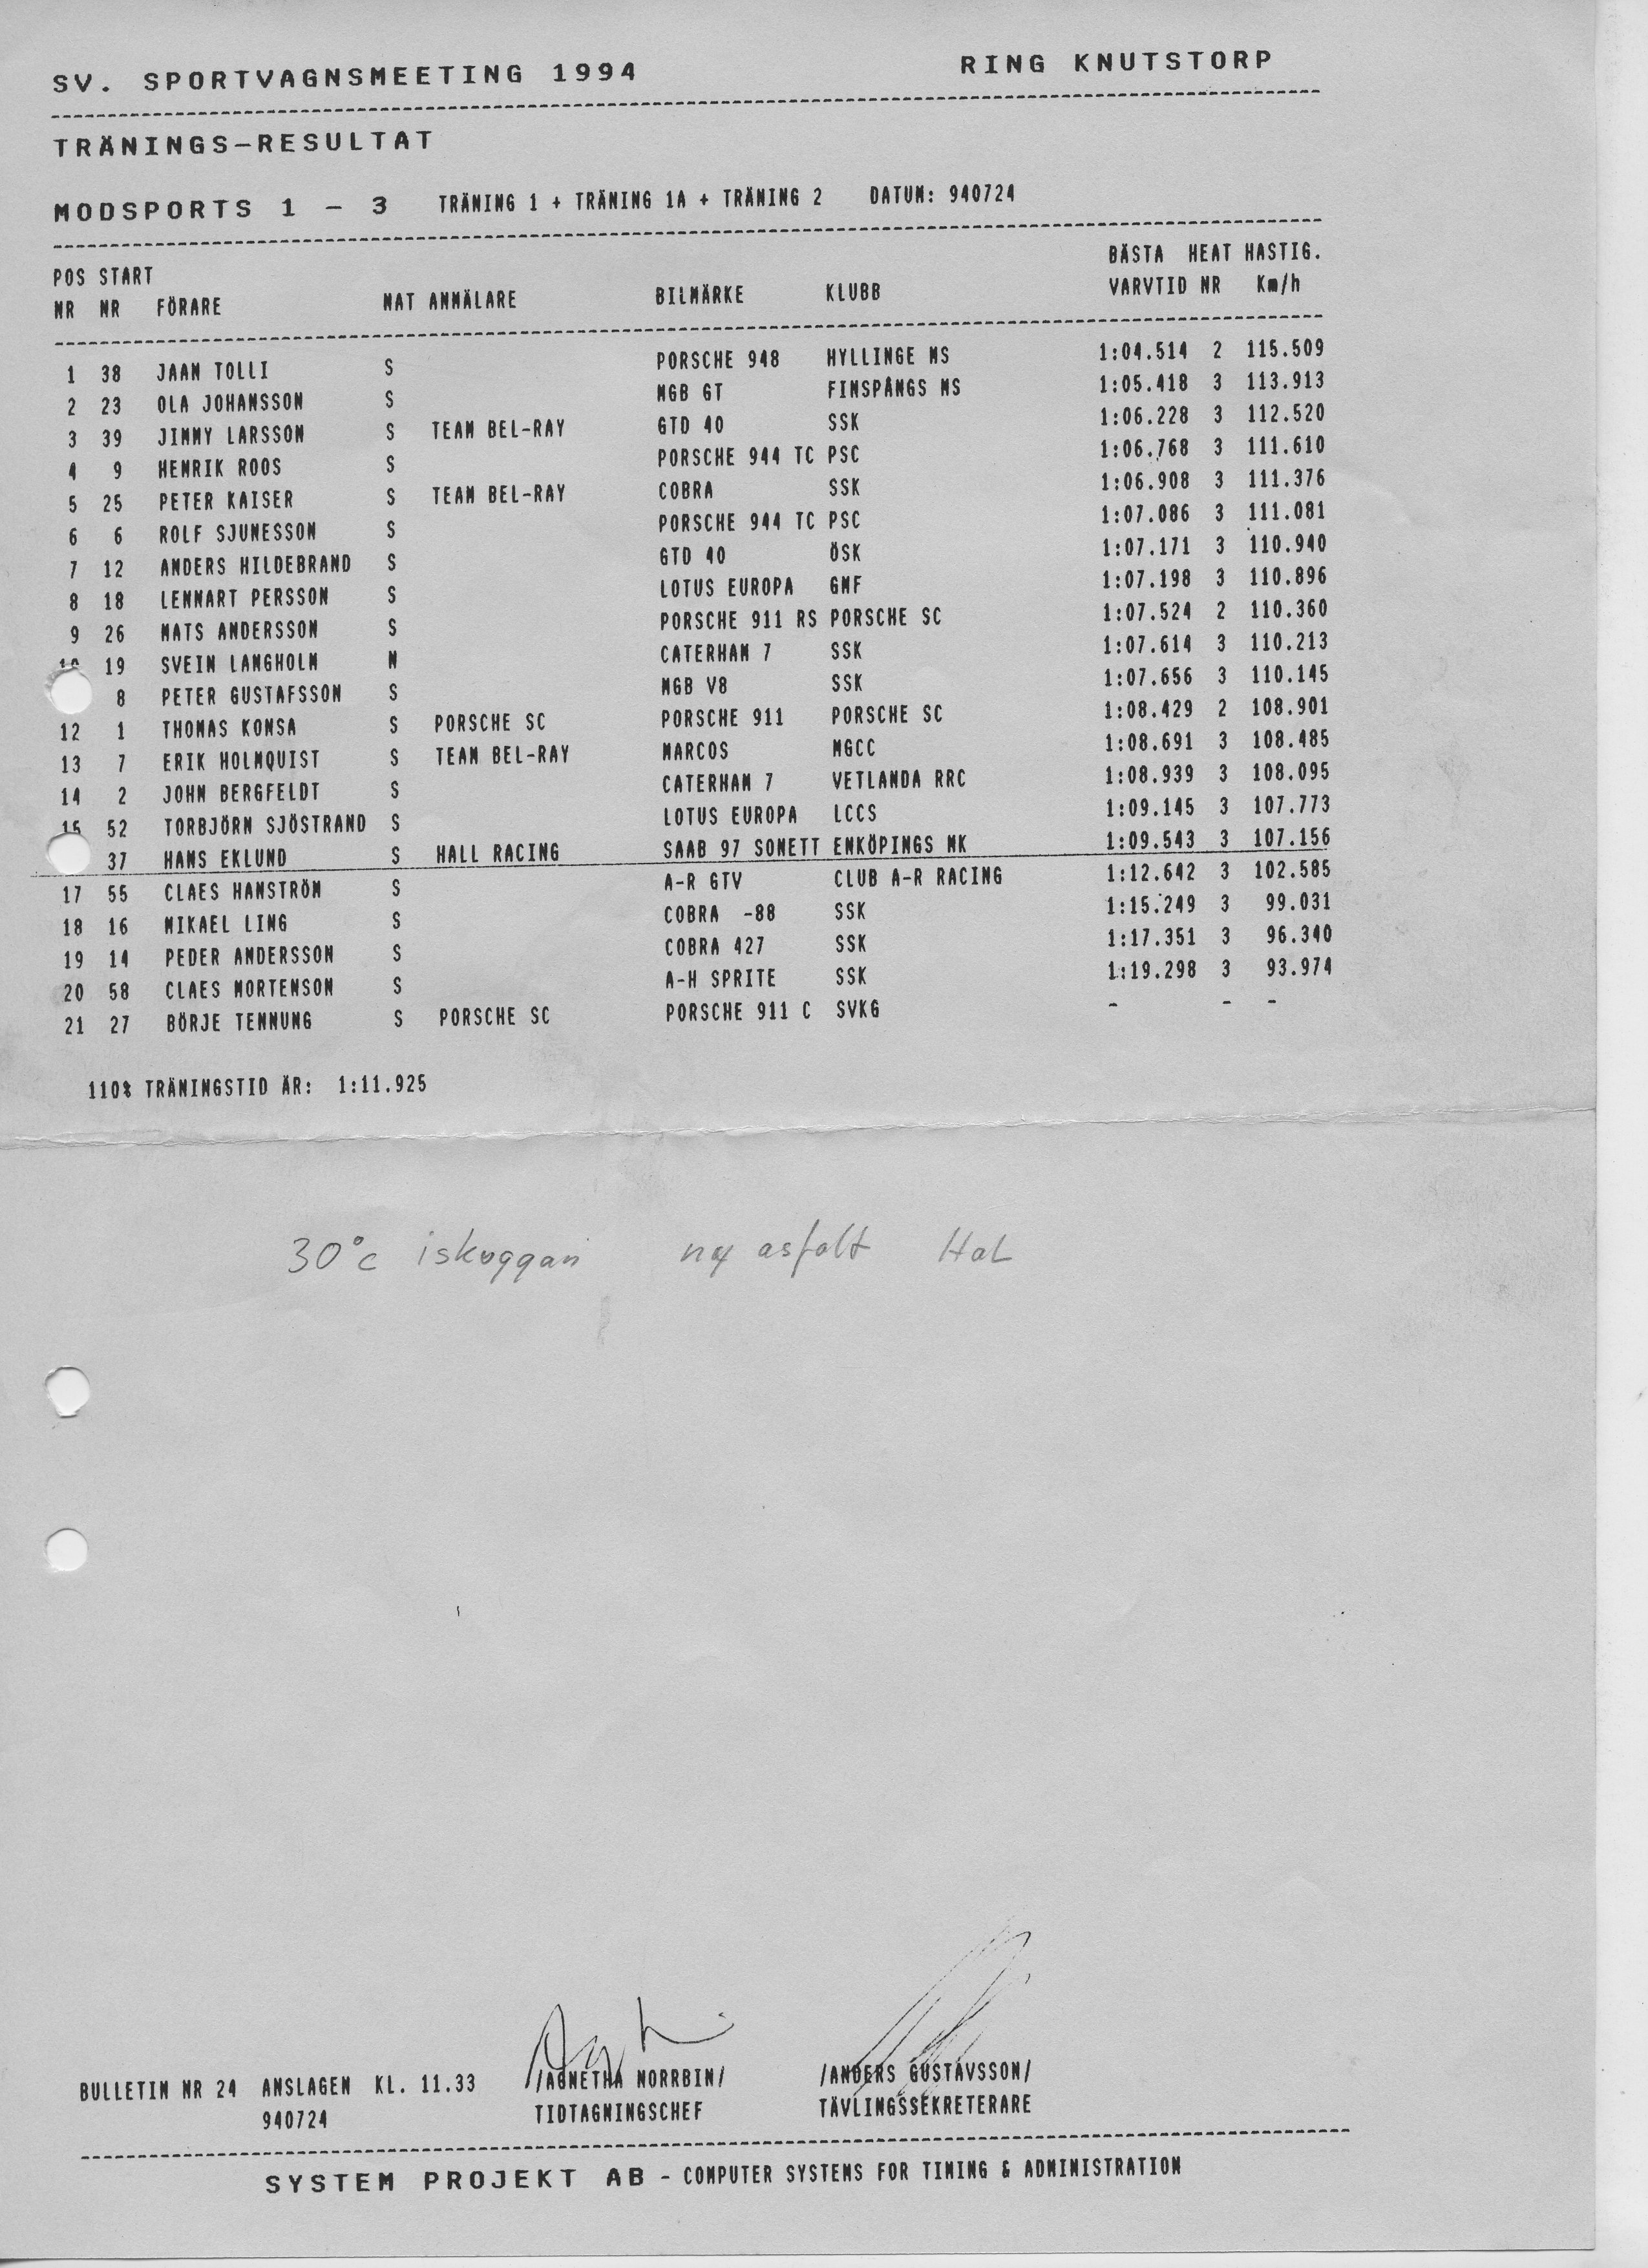 SV. SPORTVAGNSMEETING 1994 RING KNUTSTORP
TRÄNINGS-RESULTAT
MODSPORTS 1 - 3 TRÄNING 1 + TRÄNING 1A + TRÄNING 2 DATUM: 940724
POS START BÄSTA HEAT HASTIG.
NR NR FÖRARE NAT ANMÄLARE BILMÄRKE KLUBB VARVTID NR Km/h
1 38 JAAN TOLLI S PORSCHE 948 HYLLINGE MS 1:04.514 2 115.509
2 23 OLA JOHANSSON S MGB GT FINSPÅNGS MS 1:05.418 3 113.913
3 39 JIMMY LARSSON S TEAM BEL-RAY GTD 40 SSK 1:06.228 3 112.520
4 9 HENRIK ROOS S PORSCHE 944 TC PSC 1:06.768 3 111.610
5 25 PETER KAISER S TEAM BEL-RAY COBRA SSK 1:06.908 3 111.376
6 6 ROLF SJUNESSON S PORSCHE 944 TC PSC 1:07.086 3 111.081
7 12 ANDERS HILDEBRAND S GTD 40 ÖSK 1:07.171 3 110.940
8 18 LENNART PERSSON S LOTUS EUROPA GMF 1:07.198 3 110.896
9 26 MATS ANDERSSON S PORSCHE 911 RS PORSCHE SC 1:07.524 2 110.360
10 19 SVEIN LANGHOLM N CATERHAM 7 SSK 1:07.614 3 110.213
8 PETER GUSTAFSSON S MGB V8 SSK 1:07.656 3 110.145
12 1 THOMAS KONSA S PORSCHE SC PORSCHE 911 PORSCHE SC 1:08.429 2 108.901
13 7 ERIK HOLMQUIST S TEAM BEL-RAY MARCOS MGCC 1:08.691 3 108.485
14 2 JOHN BERGFELDT S CATERHAM 7 VETLANDA RRC 1:08.939 3 108.095
15 52 TORBJÖRN SJÖSTRAND S LOTUS EUROPA LCCS 1:09.145 3 107.773
37 HANS EKLUND S HALL RACING SAAB 97 SONETT ENKÖPINGS MK 1:09.543 3 107.156
17 55 CLAES HANSTRÖM S A-R GTV CLUB A-R RACING 1:12.642 3 102.585
18 16 MIKAEL LING S COBRA -88 SSK 1:15.249 3 99.031
19 14 PEDER ANDERSSON S COBRA 427 SSK 1:17.351 3 96.340
20 58 CLAES MORTENSON S A-H SPRITE SSK 1:19.298 3 93.974
21 27 BÖRJE TENNUNG S PORSCHE SC PORSCHE 911 C SVKG - - -
110% TRÄNINGSTID ÄR: 1:11.925
30°c iskuggan ny asfalt Hal
BULLETIN NR 24 ANSLAGEN KL. 11.33 /AGNETHA NORRBIN/ /ANDERS GUSTAVSSON/
940724 TIDTAGNINGSCHEF TÄVLINGSSEKRETERARE
SYSTEM PROJEKT AB - COMPUTER SYSTEMS FOR TIMING & ADMINISTRATION